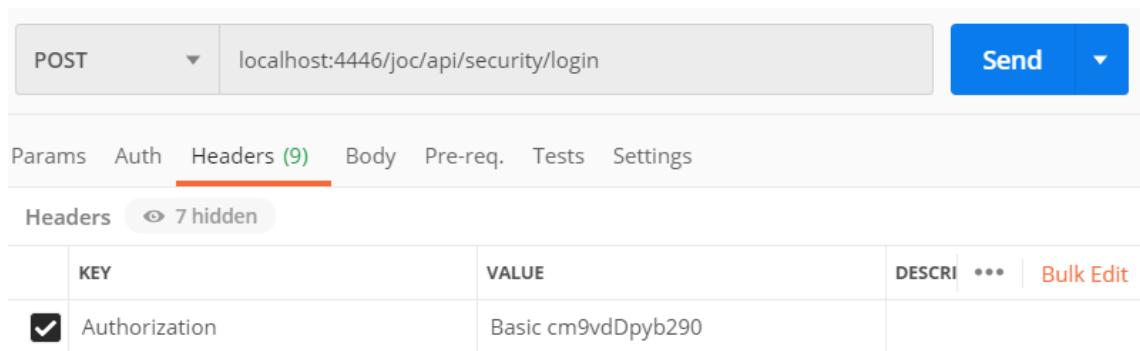 POST localhost:4446/joc/api/security/login Send
Params Auth Headers (9) Body Pre-req. Tests Settings
Headers 7 hidden
KEY VALUE DESCRI ••• Bulk Edit
Authorization Basic cm9vdDpyb290